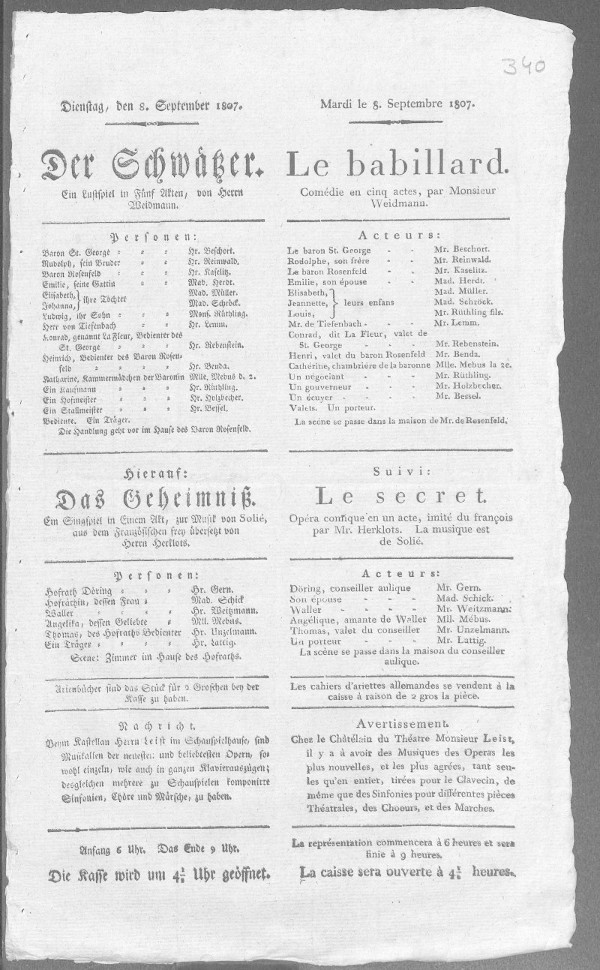 340
Dienstag, den 8. September 1807.
Der Schwätzer.
Ein Lustspiel in Fünf Akten, von Herrn
Weidmann.
Personen:
Baron St. George - - - Hr. Beschort.
Rudolph, sein Bruder - - Hr. Reinwald.
Baron Rosenfeld - - - Hr. Kaselitz.
Emilie, seine Gattin - - Mad. Herdt.
Elisabeth, } ihre Töchter Mad. Müller.
Johanna, Mad. Schröck.
Ludwig, ihr Sohn - - - Mons. Rüthling.
Herr von Tiefenbach - - Hr. Lemm.
Konrad, genannt La Fleur, Bedienter des
St. George - - - Hr. Rebenstein.
Heinrich, Bedienter des Baron Rosen-
feld - - - - Hr. Benda.
Katharine, Kammermädchen der Baronin Mlle. Mebus d. 2.
Ein Kaufmann - - - Hr. Rüthling.
Ein Hofmeister - - - Hr. Holzbecher.
Ein Stallmeister - - - Hr. Bessel.
Bediente. Ein Träger.
Die Handlung geht vor im Hause des Baron Rosenfeld.
Hierauf:
Das Geheimniß.
Ein Singspiel in Einem Akt, zur Musik von Solié,
aus dem Französischen frey übersetzt von
Herrn Herklots.
Personen:
Hofrath Döring - - - Hr. Gern.
Hofräthin, dessen Frau - Mad. Schick
Waller - - - - Hr. Weitzmann.
Angelika, dessen Geliebte - Mll. Mebus.
Thomas, des Hofraths Bedienter Hr. Unzelmann.
Ein Träger - - - - Hr. Lattig.
Scene: Zimmer im Hause des Hofraths.
Arienbücher sind das Stück für 2 Groschen bey der
Kasse zu haben.
Nachricht.
Beym Kastellan Herrn Leist im Schauspielhause, sind
Musikalien der neuesten und beliebtesten Opern, so-
wohl einzeln, wie auch in ganzen Klavierauszügen;
desgleichen mehrere zu Schauspielen komponirte
Sinfonien, Chöre und Märsche, zu haben.
Anfang 6 Uhr. Das Ende 9 Uhr.
Die Kasse wird um 4½ Uhr geöffnet.
Mardi le 8. Septembre 1807.
Le babillard.
Comédie en cinq actes, par Monsieur
Weidmann.
Acteurs:
Le baron St. George - - Mr. Beschort.
Rodolphe, son frère - - Mr. Reinwald.
Le baron Rosenfeld - - Mr. Kaselitz.
Emilie, son épouse - - Mad. Herdt.
Elisabeth, Mad. Müller.
Jeannette, } leurs enfans Mad. Schröck.
Louis, Mr. Rüthling fils.
Mr. de Tiefenbach - - - Mr. Lemm.
Conrad, dit La Fleur, valet de
St. George - - - Mr. Rebenstein.
Henri, valet du baron Rosenfeld Mr. Benda.
Cathérine, chambrière de la baronne Mlle. Mebus la 2e.
Un négociant - - - Mr. Rüthling.
Un gouverneur - - - Mr. Holzbecher.
Un écuyer - - - - Mr. Bessel.
Valets. Un porteur.
La scène se passe dans la maison de Mr. de Rosenfeld.
Suivi:
Le secret.
Opéra comique en un acte, imité du françois
par Mr. Herklots. La musique est
de Solié.
Acteurs:
Döring, conseiller aulique Mr. Gern.
Son épouse - - - - Mad. Schick.
Waller - - - - Mr. Weitzmann:
Angélique, amante de Waller Mll. Mébus.
Thomas, valet du conseiller Mr. Unzelmann.
Un porteur - - - - Mr. Lattig.
La scène se passe dans la maison du conseiller
aulique.
Les cahiers d'ariettes allemandes se vendent à la
caisse à raison de 2 gros la pièce.
Avertissement.
Chez le Châtelain du Théatre Monsieur Leist,
il y a à avoir des Musiques des Operas les
plus nouvelles, et les plus agrées, tant seu-
les qu'en entier, tirées pour le Clavecin, de
même que des Sinfonies pour différentes pièces
Théatrales, des Choeurs, et des Marches.
La représentation commencera à 6 heures et sera
finie à 9 heures.
La caisse sera ouverte à 4½ heures.